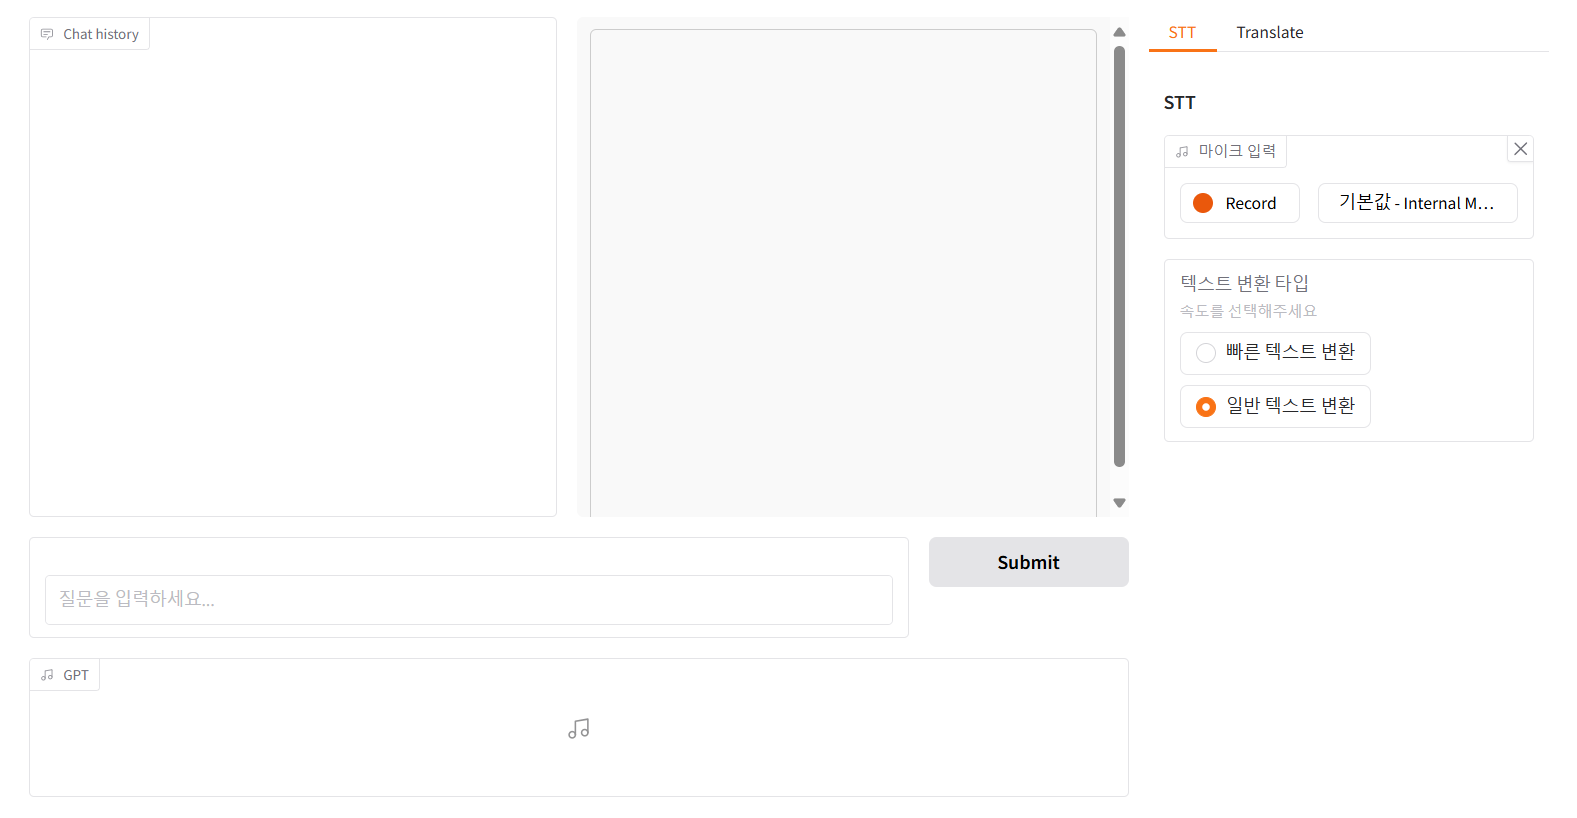 Chat history
STT
Translate
STT
마이크 입력
Record
기본값 - Internal M...
텍스트 변환 타입
속도를 선택해주세요
빠른 텍스트 변환
일반 텍스트 변환
질문을 입력하세요...
Submit
GPT